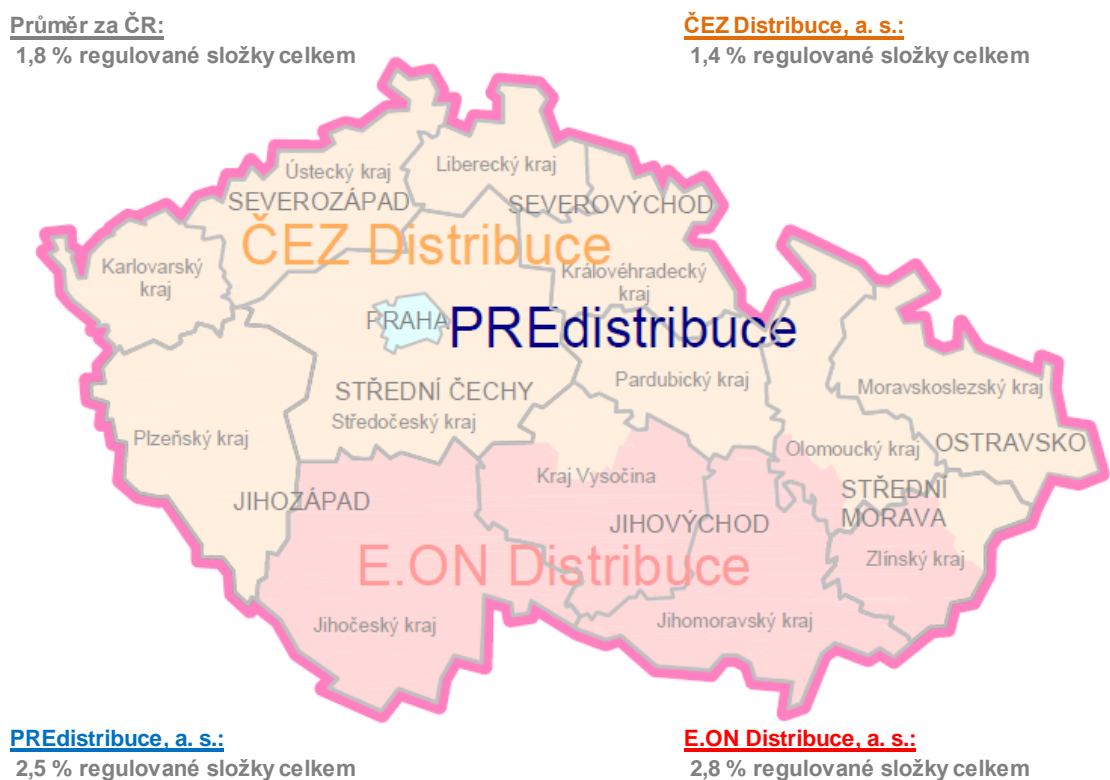 Průměr za ČR:
1,8 % regulované složky celkem
ČEZ Distribuce, a. s.:
1,4 % regulované složky celkem
Ústecký kraj
Liberecký kraj
SEVEROZÁPAD
SEVEROVÝCHOD
ČEZ Distribuce
Karlovarský
kraj
Královéhradecký
kraj
PRAHA
PREdistribuce
STŘEDNÍ ČECHY
Pardubický kraj
Moravskoslezský kraj
Středočeský kraj
Plzeňský kraj
Olomoucký kraj
OSTRAVSKO
Kraj Vysočina
STŘEDNÍ
MORAVA
JIHOZÁPAD
JIHOVÝCHOD
Zlínský kraj
E.ON Distribuce
Jihočeský kraj
Jihomoravský kraj
PREdistribuce, a. s.:
2,5 % regulované složky celkem
E.ON Distribuce, a. s.:
2,8 % regulované složky celkem